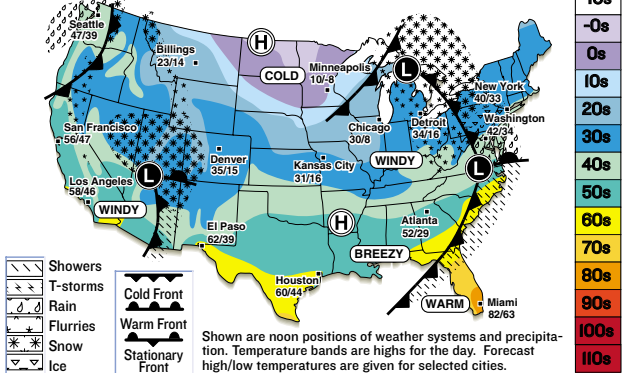 Seattle
47/39
Billings
23/14
H
COLD
Minneapolis
10/-8
L
New York
40/33
Washington
42/34
San Francisco
56/47
Chicago
30/8
Detroit
34/16
WINDY
L
Denver
35/15
Kansas City
31/16
L
Los Angeles
58/46
WINDY
El Paso
62/39
H
Atlanta
52/29
BREEZY
Houston
60/44
WARM
Miami
82/63
-0s
0s
10s
20s
30s
40s
50s
60s
70s
80s
90s
100s
110s
Showers
T-storms
Rain
Flurries
Snow
Ice
Cold Front
Warm Front
Stationary
Front
Shown are noon positions of weather systems and precipita-
tion. Temperature bands are highs for the day. Forecast
high/low temperatures are given for selected cities.